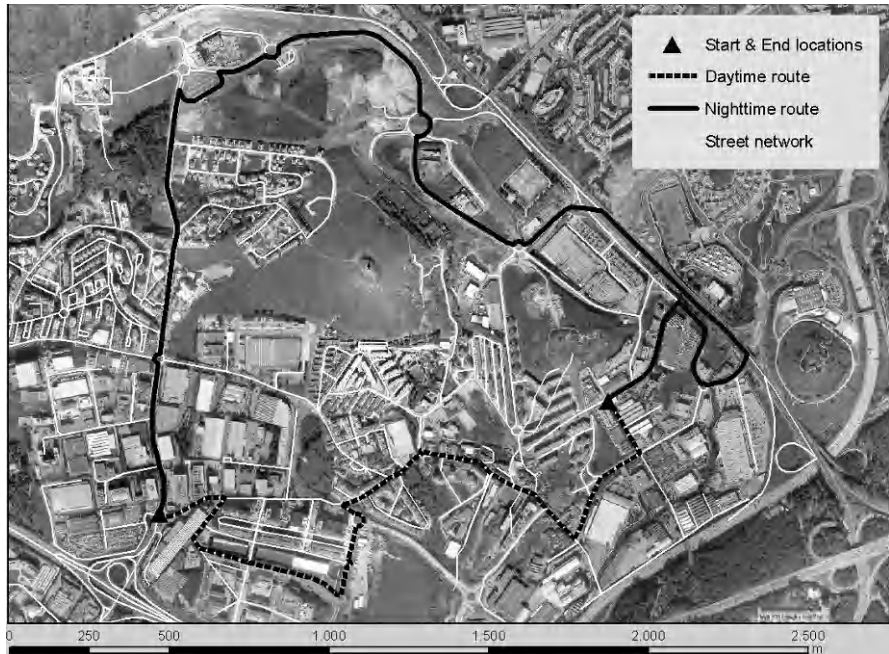 Start & End locations
Daytime route
Nighttime route
Street network
0 250 500 1,000 1,500 2,000 2,500
m